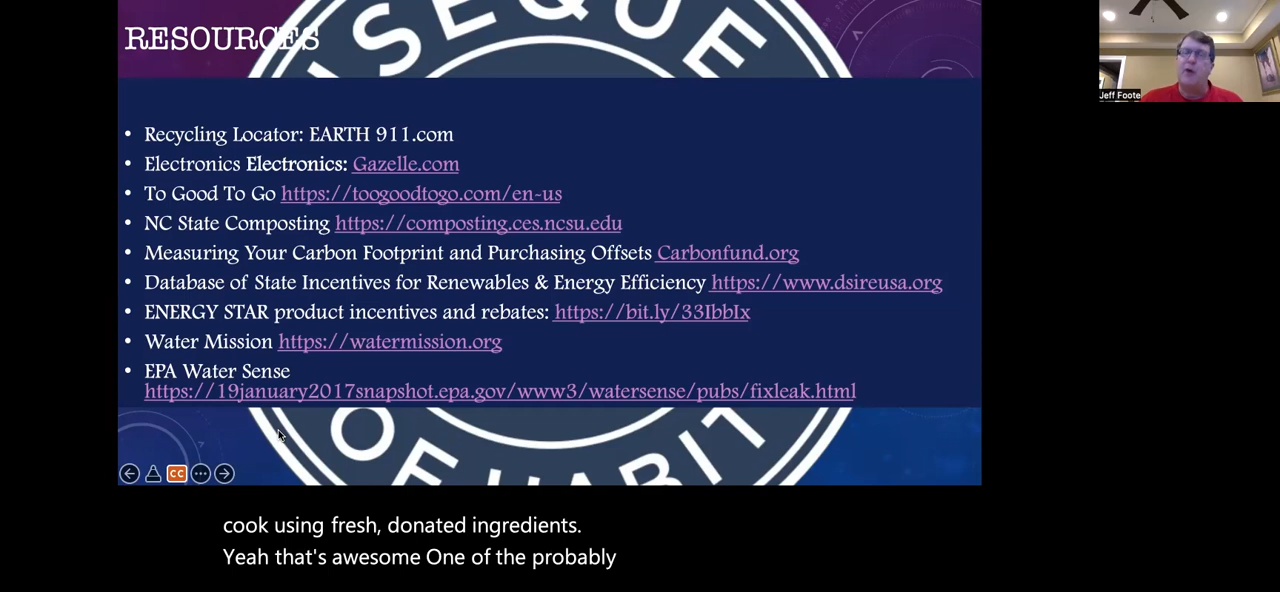 RESOURCES
SEQUE
Jeff Foote
• Recycling Locator: EARTH 911.com
• Electronics Electronics: Gazelle.com
• To Good To Go https://toogoodtogo.com/en-us
• NC State Composting https://composting.ces.ncsu.edu
• Measuring Your Carbon Footprint and Purchasing Offsets Carbonfund.org
• Database of State Incentives for Renewables & Energy Efficiency https://www.dsireusa.org
• ENERGY STAR product incentives and rebates: https://bit.ly/33IbbIx
• Water Mission https://watermission.org
• EPA Water Sense
https://19january2017snapshot.epa.gov/www3/watersense/pubs/fixleak.html
OF HABIT
CC
cook using fresh, donated ingredients.
Yeah that's awesome One of the probably